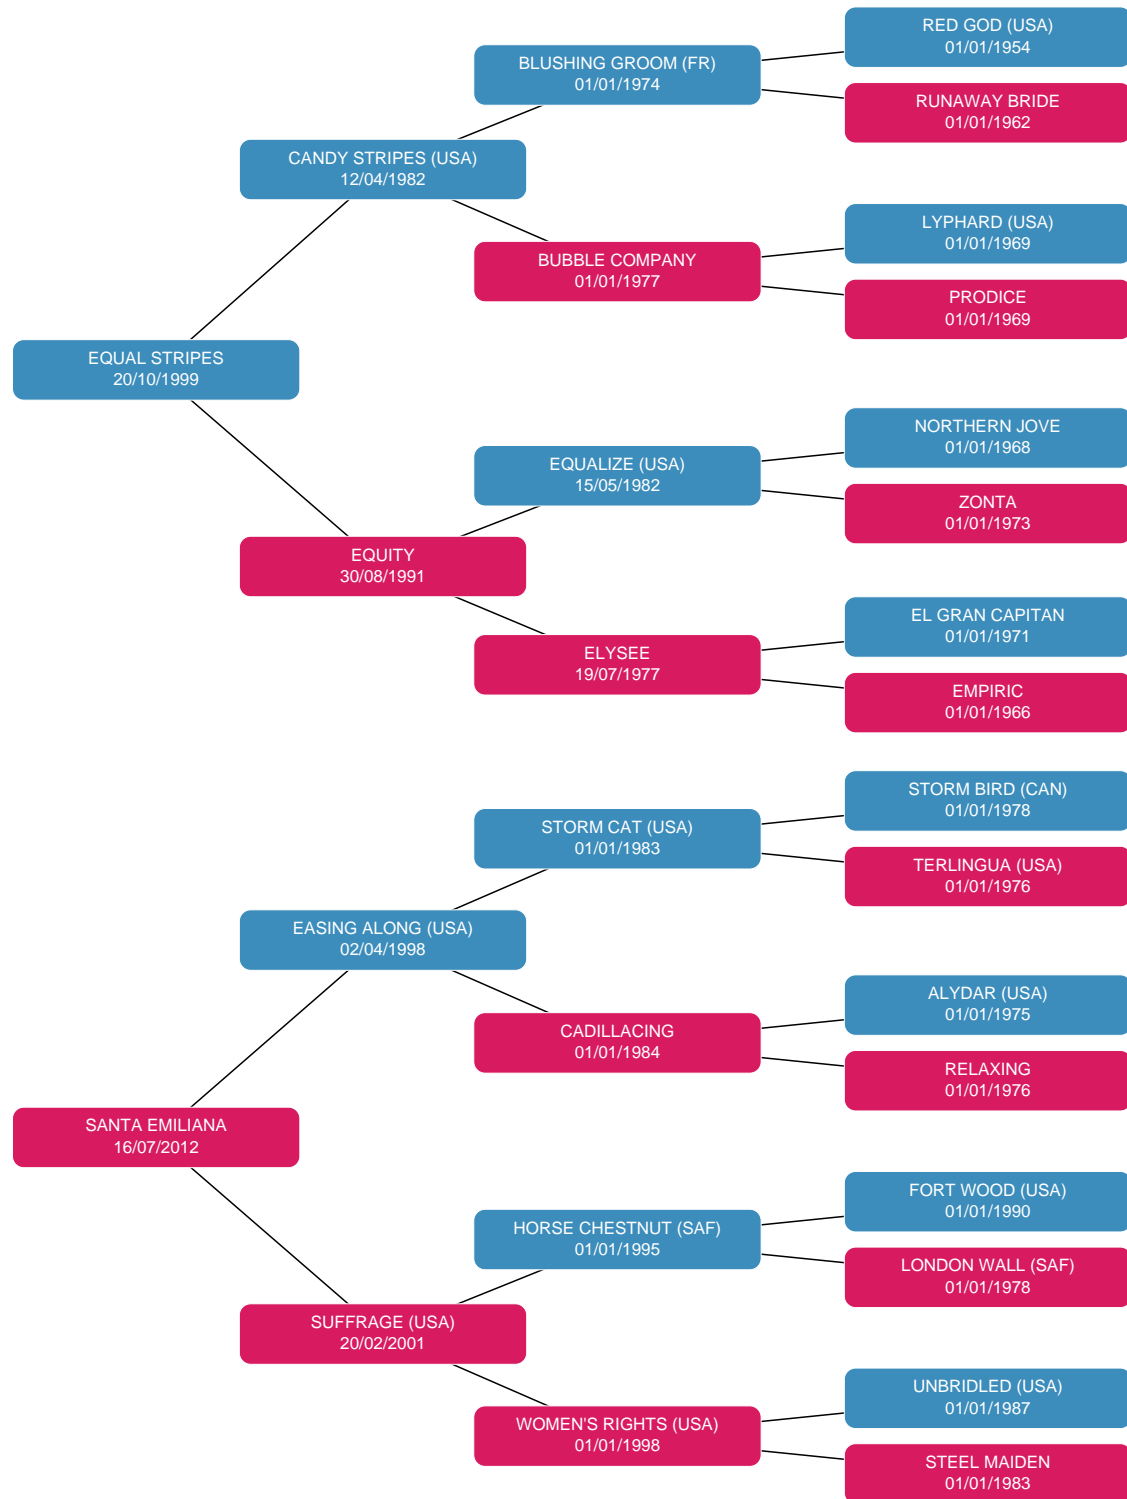 RED GOD (USA)
01/01/1954
BLUSHING GROOM (FR)
01/01/1974
RUNAWAY BRIDE
01/01/1962
CANDY STRIPES (USA)
12/04/1982
LYPHARD (USA)
01/01/1969
BUBBLE COMPANY
01/01/1977
PRODICE
01/01/1969
EQUAL STRIPES
20/10/1999
NORTHERN JOVE
01/01/1968
EQUALIZE (USA)
15/05/1982
ZONTA
01/01/1973
EQUITY
30/08/1991
EL GRAN CAPITAN
01/01/1971
ELYSEE
19/07/1977
EMPIRIC
01/01/1966
STORM BIRD (CAN)
01/01/1978
STORM CAT (USA)
01/01/1983
TERLINGUA (USA)
01/01/1976
EASING ALONG (USA)
02/04/1998
ALYDAR (USA)
01/01/1975
CADILLACING
01/01/1984
RELAXING
01/01/1976
SANTA EMILIANA
16/07/2012
FORT WOOD (USA)
01/01/1990
HORSE CHESTNUT (SAF)
01/01/1995
LONDON WALL (SAF)
01/01/1978
SUFFRAGE (USA)
20/02/2001
UNBRIDLED (USA)
01/01/1987
WOMEN'S RIGHTS (USA)
01/01/1998
STEEL MAIDEN
01/01/1983